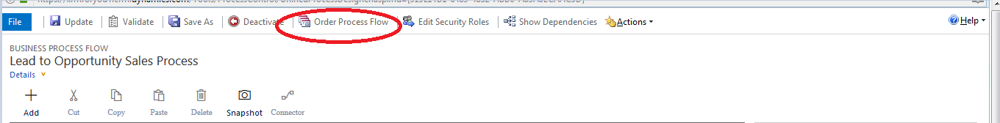 File Update Validate Save As Deactivate Order Process Flow Edit Security Roles Show Dependencies Actions Help
BUSINESS PROCESS FLOW
Lead to Opportunity Sales Process
Details
Add Cut Copy Paste Delete Snapshot Connector